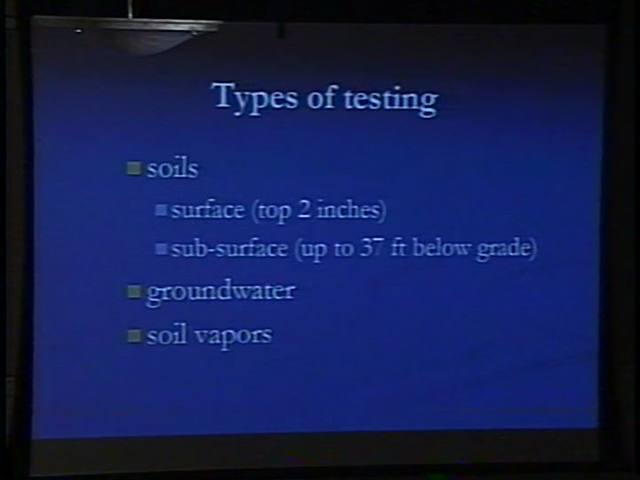 Types of testing
soils
surface (top 2 inches)
sub-surface (up to 37 ft below grade)
groundwater
soil vapors